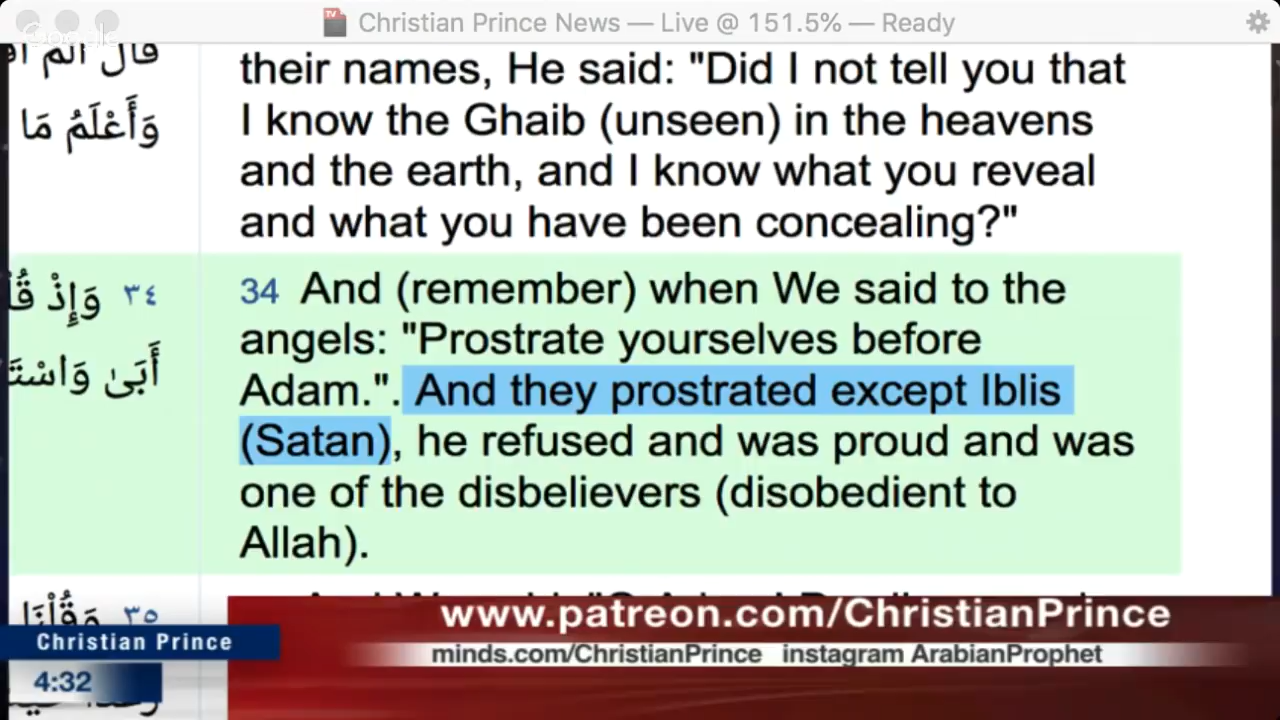 Christian Prince News — Live @ 151.5% — Ready
Google
their names, He said: "Did I not tell you that
وَأَعْلَمُ مَا
I know the Ghaib (unseen) in the heavens
and the earth, and I know what you reveal
and what you have been concealing?"
34 And (remember) when We said to the
٣٤ وَإِذْ
angels: "Prostrate yourselves before
Adam.". And they prostrated except Iblis
أَبَىٰ
(Satan), he refused and was proud and was
one of the disbelievers (disobedient to
Allah).
٣٥
www.patreon.com/ChristianPrince
Christian Prince
minds.com/ChristianPrince instagram ArabianProphet
4:32